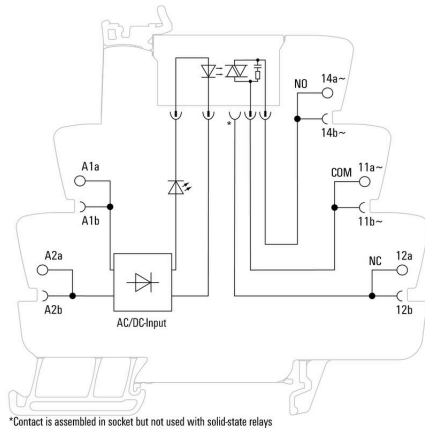 NO
14a~
14b~
*
A1a
A1b
COM
11a~
11b~
A2a
A2b
NC
12a
12b
AC/DC-Input
*Contact is assembled in socket but not used with solid-state relays